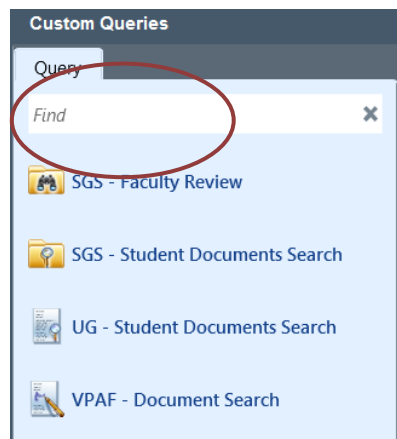 Custom Queries
Query
Find
SGS - Faculty Review
SGS - Student Documents Search
UG - Student Documents Search
VPAF - Document Search